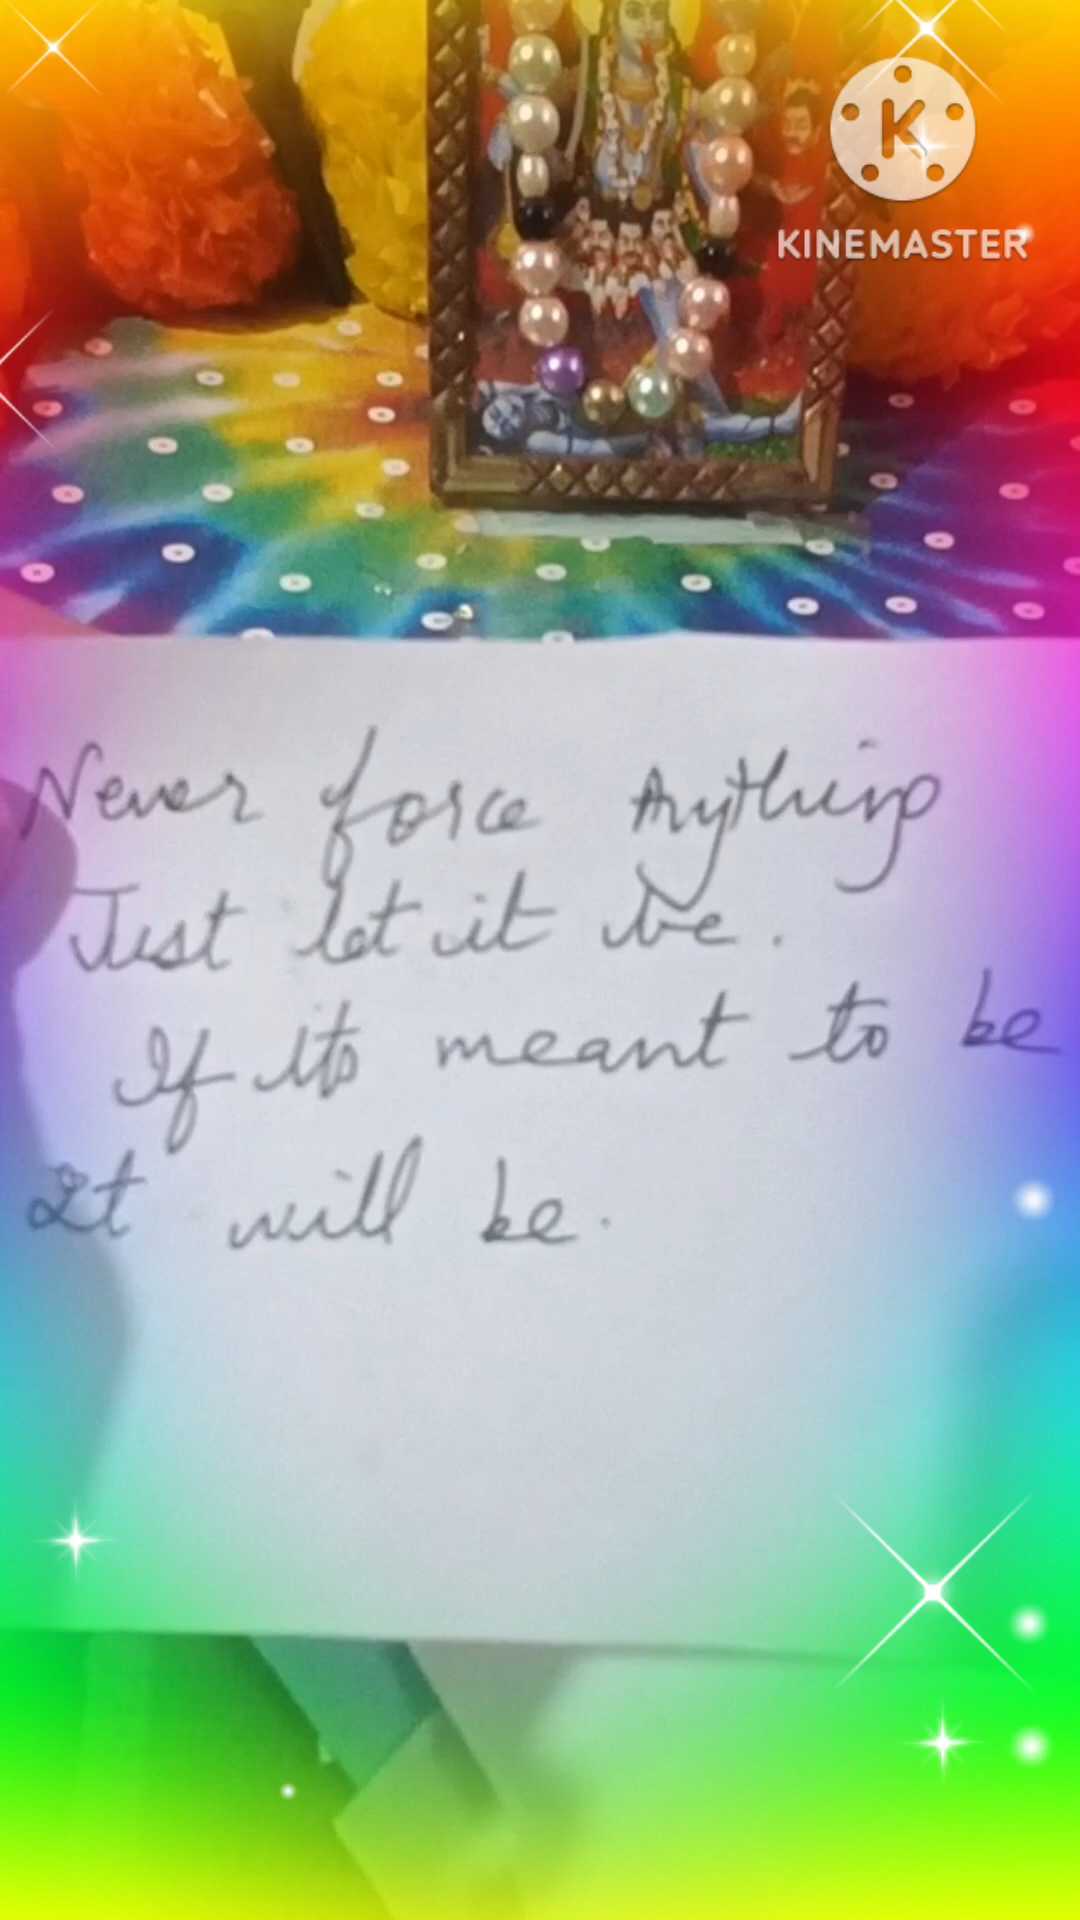 K
KINEMASTER
Never force Anything
Just let it be.
If its meant to be
It will be.